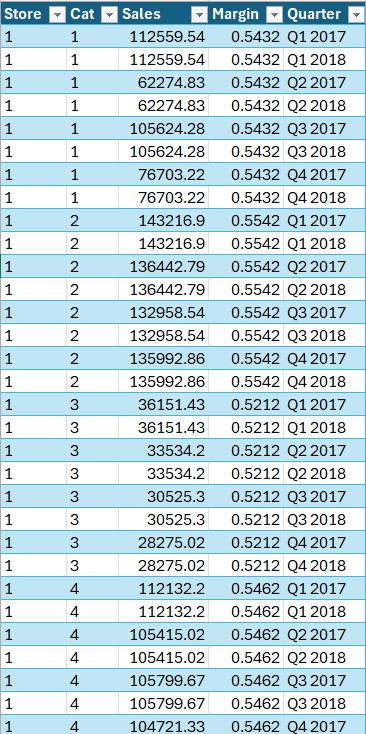 Store Cat Sales Margin Quarter
1 1 112559.54 0.5432 Q1 2017
1 1 112559.54 0.5432 Q1 2018
1 1 62274.83 0.5432 Q2 2017
1 1 62274.83 0.5432 Q2 2018
1 1 105624.28 0.5432 Q3 2017
1 1 105624.28 0.5432 Q3 2018
1 1 76703.22 0.5432 Q4 2017
1 1 76703.22 0.5432 Q4 2018
1 2 143216.9 0.5542 Q1 2017
1 2 143216.9 0.5542 Q1 2018
1 2 136442.79 0.5542 Q2 2017
1 2 136442.79 0.5542 Q2 2018
1 2 132958.54 0.5542 Q3 2017
1 2 132958.54 0.5542 Q3 2018
1 2 135992.86 0.5542 Q4 2017
1 2 135992.86 0.5542 Q4 2018
1 3 36151.43 0.5212 Q1 2017
1 3 36151.43 0.5212 Q1 2018
1 3 33534.2 0.5212 Q2 2017
1 3 33534.2 0.5212 Q2 2018
1 3 30525.3 0.5212 Q3 2017
1 3 30525.3 0.5212 Q3 2018
1 3 28275.02 0.5212 Q4 2017
1 3 28275.02 0.5212 Q4 2018
1 4 112132.2 0.5462 Q1 2017
1 4 112132.2 0.5462 Q1 2018
1 4 105415.02 0.5462 Q2 2017
1 4 105415.02 0.5462 Q2 2018
1 4 105799.67 0.5462 Q3 2017
1 4 105799.67 0.5462 Q3 2018
1 4 104721.33 0.5462 Q4 2017